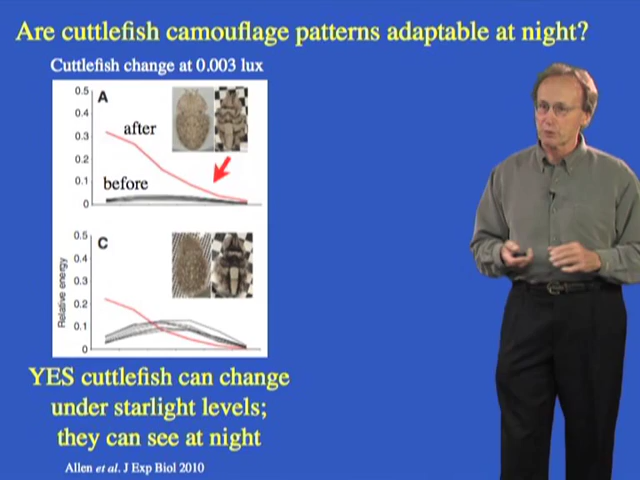 Are cuttlefish camouflage patterns adaptable at night?
Cuttlefish change at 0.003 lux
0.5
A
0.4
after
0.3
0.2
0.1
before
0
0.5
C
0.4
0.3
0.2
0.1
0
Relative energy
YES cuttlefish can change
under starlight levels;
they can see at night
Allen et al. J Exp Biol 2010